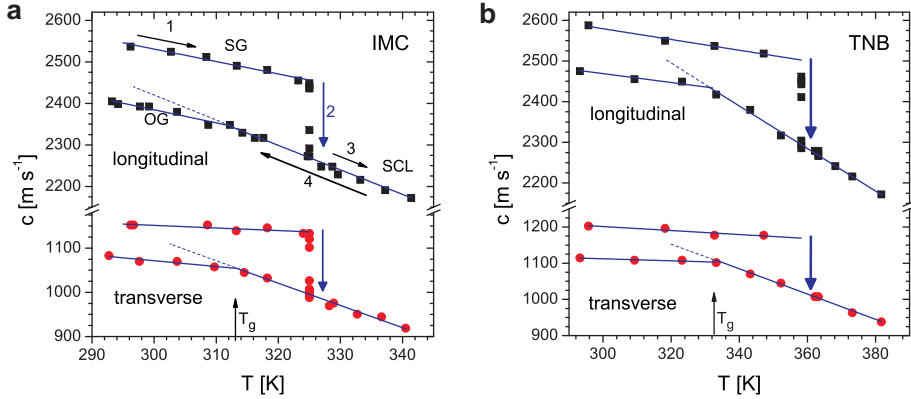 a
IMC
2600
2500
2400
2300
2200
1100
1000
900
c [m s⁻¹]
1
SG
2
OG
longitudinal
3
SCL
4
transverse
Tg
290 300 310 320 330 340
T [K]
b
TNB
2600
2500
2400
2300
2200
1200
1100
1000
900
c [m s⁻¹]
longitudinal
transverse
Tg
300 320 340 360 380
T [K]